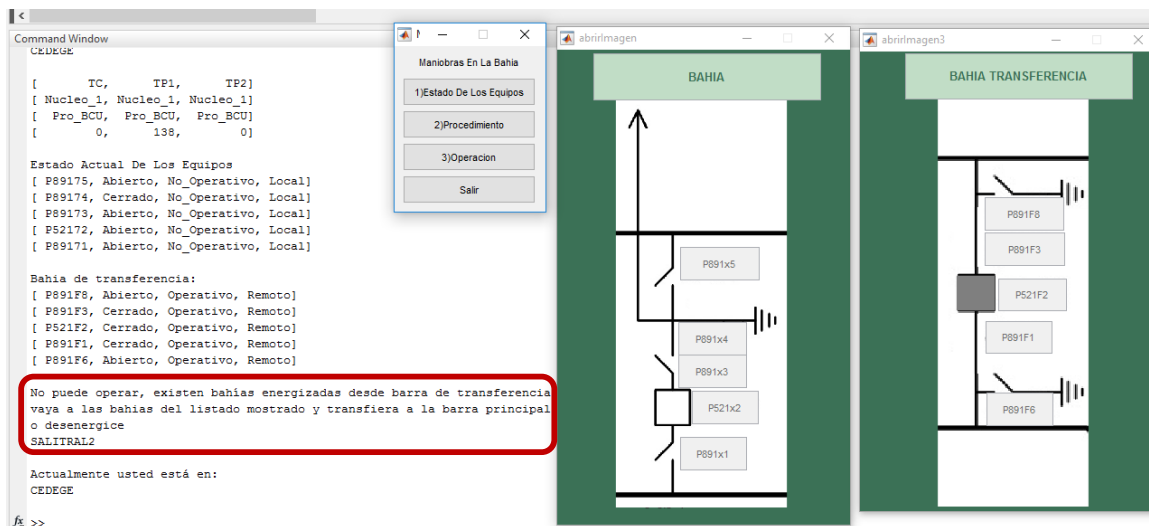 Command Window
CEDEGE
[ TC, TP1, TP2]
[ Nucleo_1, Nucleo_1, Nucleo_1]
[ Pro_BCU, Pro_BCU, Pro_BCU]
[ 0, 138, 0]
Estado Actual De Los Equipos
[ P89175, Abierto, No_Operativo, Local]
[ P89174, Cerrado, No_Operativo, Local]
[ P89173, Abierto, No_Operativo, Local]
[ P52172, Abierto, No_Operativo, Local]
[ P89171, Abierto, No_Operativo, Local]
Bahia de transferencia:
[ P891F8, Abierto, Operativo, Remoto]
[ P891F3, Cerrado, Operativo, Remoto]
[ P521F2, Cerrado, Operativo, Remoto]
[ P891F1, Cerrado, Operativo, Remoto]
[ P891F6, Abierto, Operativo, Remoto]
No puede operar, existen bahías energizadas desde barra de transferencia
vaya a las bahias del listado mostrado y transfiera a la barra principal
o desenergice
SALITRAL2
Actualmente usted está en:
CEDEGE
fx >>
Maniobras En La Bahia
1)Estado De Los Equipos
2)Procedimiento
3)Operacion
Salir
abrirImagen
BAHIA
P891x5
P891x4
P891x3
P521x2
P891x1
abrirImagen3
BAHIA TRANSFERENCIA
P891F8
P891F3
P521F2
P891F1
P891F6